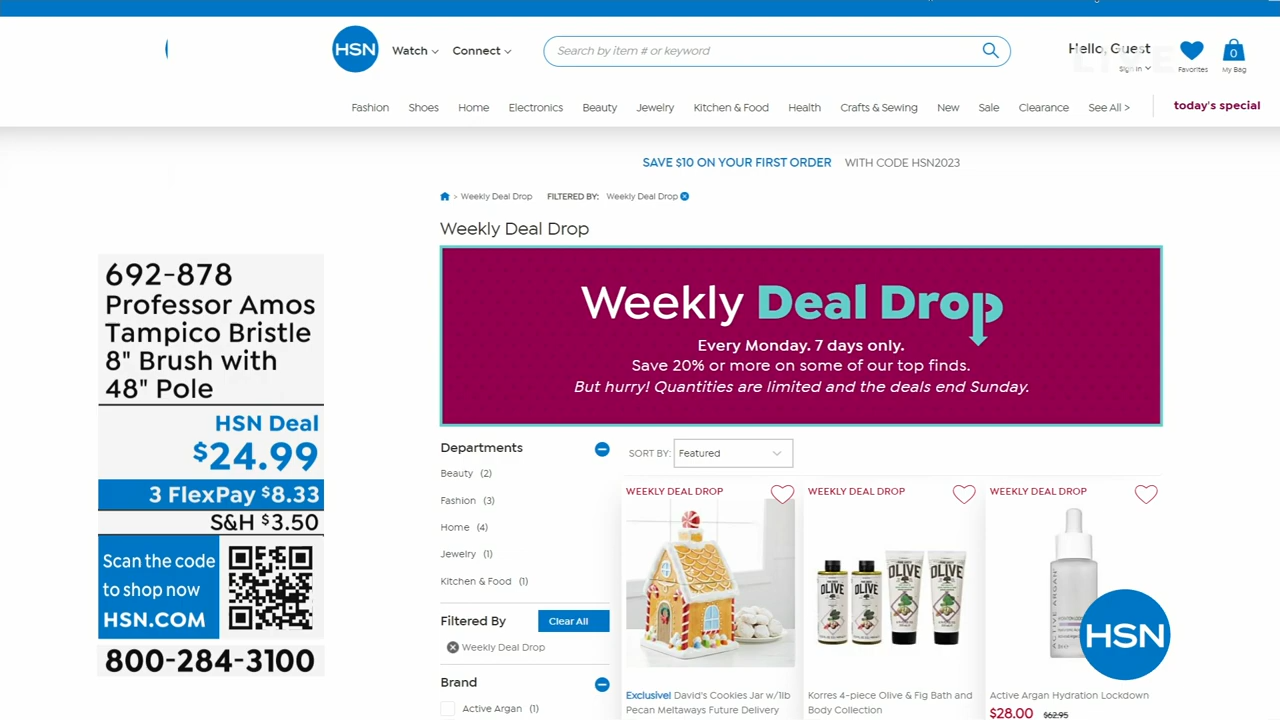 HSN
Watch
Connect
Search by item # or keyword
Hello, Guest
Sign In
Favorites
0
My Bag
LIVE
Fashion Shoes Home Electronics Beauty Jewelry Kitchen & Food Health Crafts & Sewing New Sale Clearance See All > today's special
SAVE $10 ON YOUR FIRST ORDER WITH CODE HSN2023
> Weekly Deal Drop FILTERED BY: Weekly Deal Drop
Weekly Deal Drop
Weekly Deal Drop
Every Monday. 7 days only.
Save 20% or more on some of our top finds.
But hurry! Quantities are limited and the deals end Sunday.
692-878
Professor Amos
Tampico Bristle
8" Brush with
48" Pole
HSN Deal
$24.99
3 FlexPay $8.33
S&H $3.50
Scan the code
to shop now
HSN.COM
800-284-3100
Departments
Beauty (2)
Fashion (3)
Home (4)
Jewelry (1)
Kitchen & Food (1)
Filtered By
Clear All
Weekly Deal Drop
Brand
Active Argan (1)
SORT BY: Featured
WEEKLY DEAL DROP
Exclusive! David's Cookies Jar w/1lb
Pecan Meltaways Future Delivery
WEEKLY DEAL DROP
OLIVE OLIVE OLIVE OLIVE
Korres 4-piece Olive & Fig Bath and
Body Collection
WEEKLY DEAL DROP
ACTIVE ARGAN
Active Argan Hydration Lockdown
$28.00 $62.95
HSN